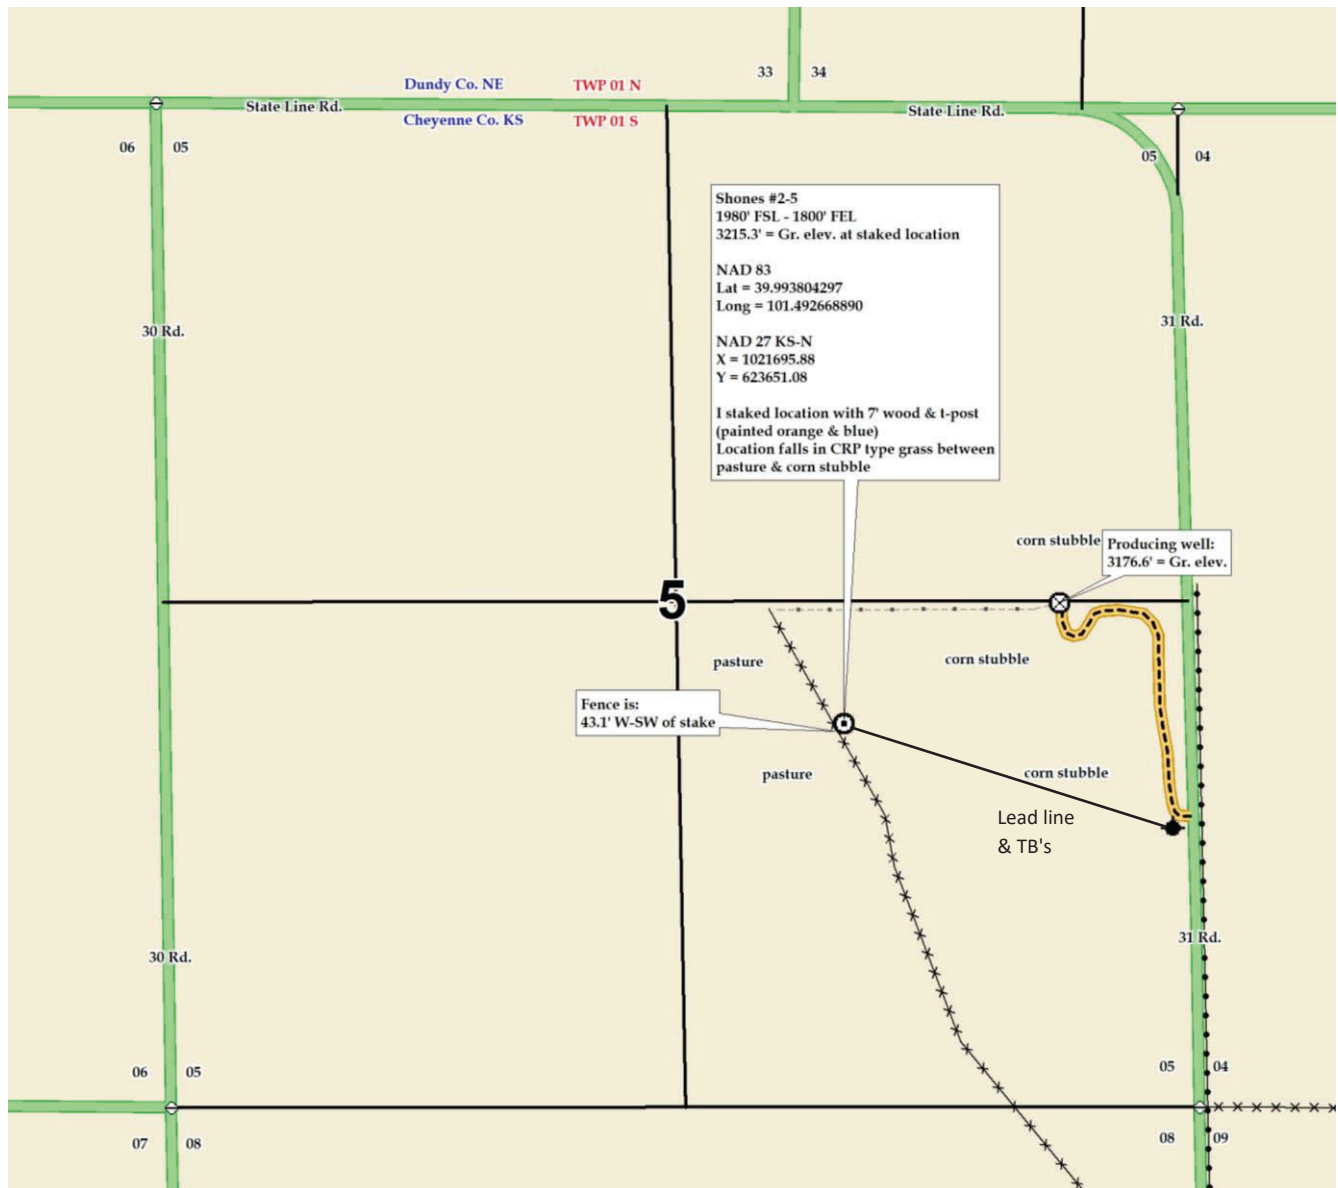 33
34
Dundy Co. NE
TWP 01 N
State Line Rd.
State Line Rd.
Cheyenne Co. KS
TWP 01 S
06
05
05
04
Shones #2-5
1980' FSL - 1800' FEL
3215.3' = Gr. elev. at staked location
NAD 83
Lat = 39.993804297
Long = 101.492668890
NAD 27 KS-N
X = 1021695.88
Y = 623651.08
I staked location with 7' wood & t-post
(painted orange & blue)
Location falls in CRP type grass between
pasture & corn stubble
30 Rd.
31 Rd.
corn stubble
Producing well:
3176.6' = Gr. elev.
5
pasture
corn stubble
Fence is:
43.1' W-SW of stake
pasture
corn stubble
Lead line
& TB's
30 Rd.
31 Rd.
06
05
05
04
07
08
08
09